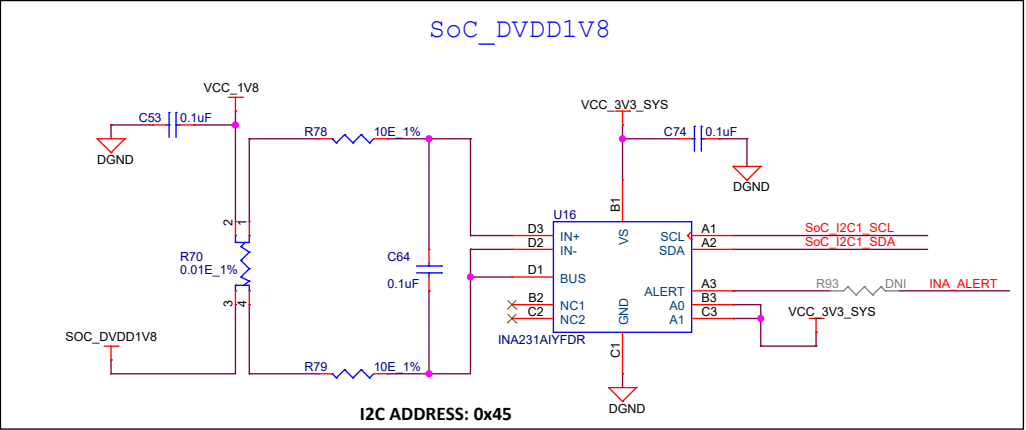 SoC_DVDD1V8
VCC_1V8
C53 0.1uF
DGND
R78 10E_1%
VCC_3V3_SYS
C74 0.1uF
DGND
2 1
R70
0.01E_1%
3 4
SOC_DVDD1V8
C64
0.1uF
R79 10E_1%
U16
B1
VS
D3 IN+
D2 IN-
D1 BUS
B2 NC1
C2 NC2
GND
C1
SCL A1 SoC_I2C1_SCL
SDA A2 SoC_I2C1_SDA
ALERT A3 R93 DNI INA_ALERT
A0 B3
A1 C3
VCC_3V3_SYS
INA231AIYFDR
DGND
I2C ADDRESS: 0x45